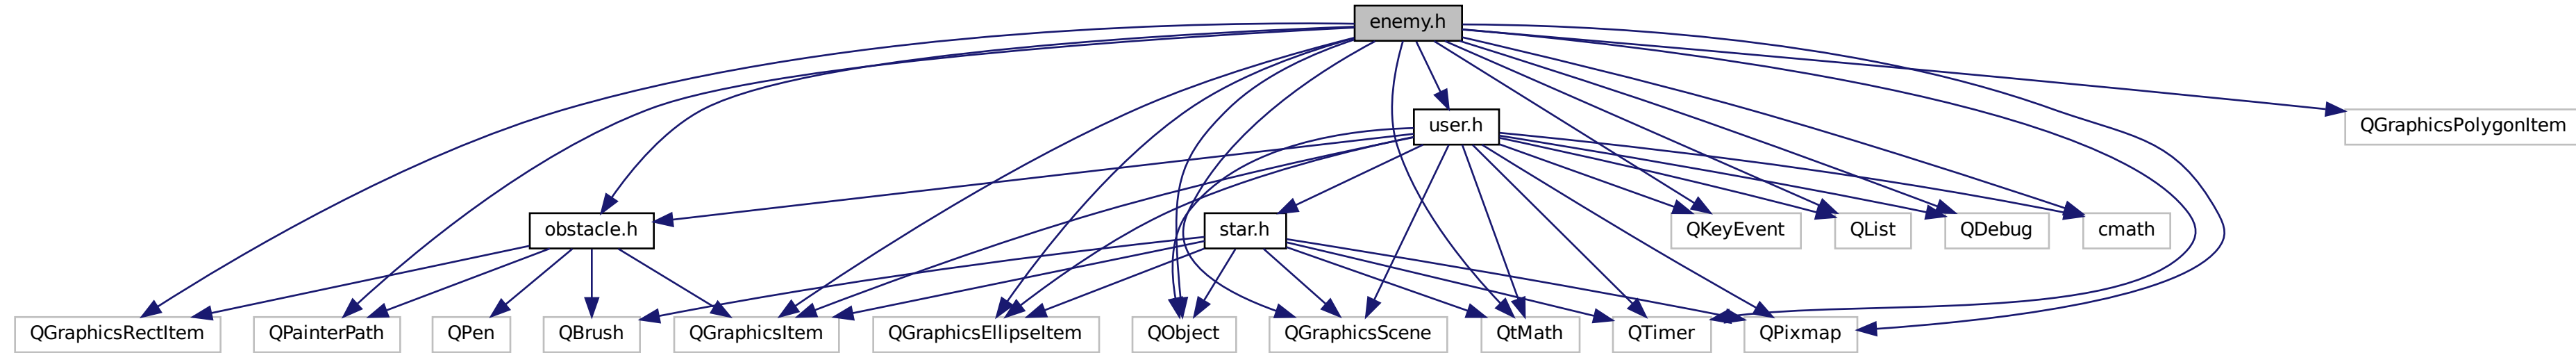 enemy.h
user.h
QGraphicsPolygonItem
obstacle.h
star.h
QKeyEvent
QList
QDebug
cmath
QGraphicsRectItem
QPainterPath
QPen
QBrush
QGraphicsItem
QGraphicsEllipseItem
QObject
QGraphicsScene
QtMath
QTimer
QPixmap